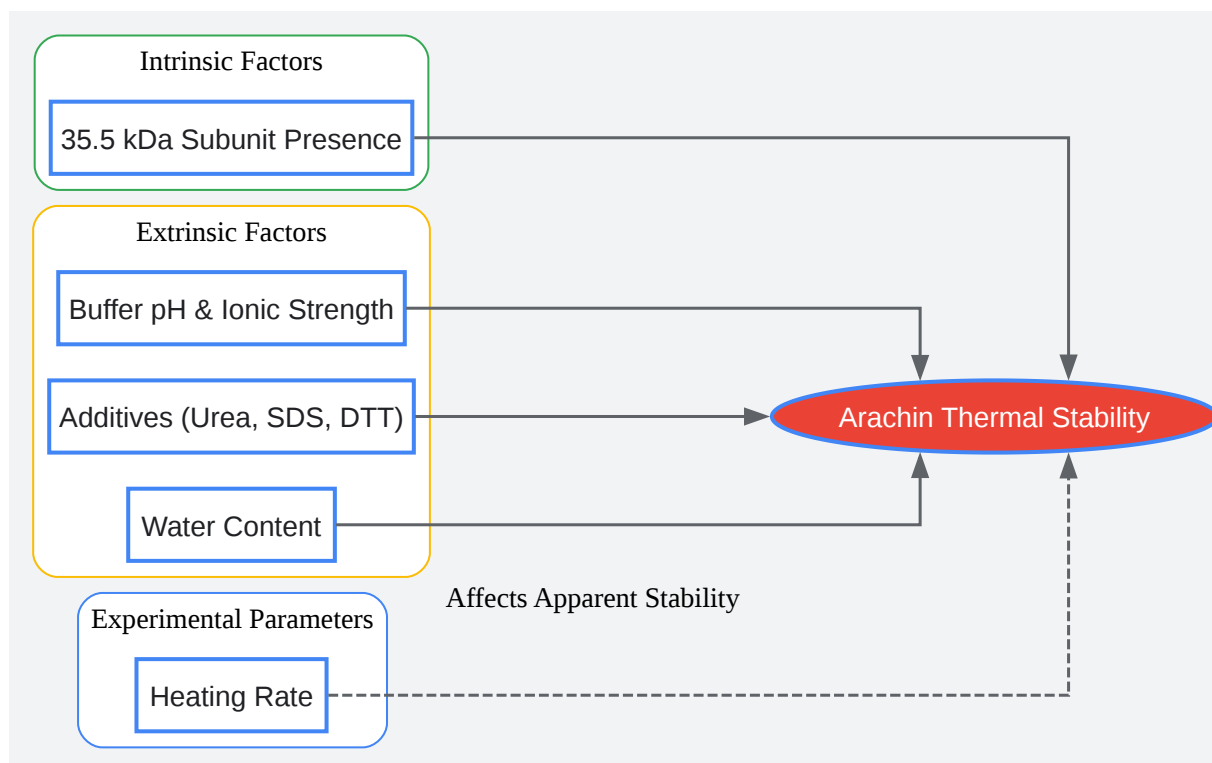 Intrinsic Factors
35.5 kDa Subunit Presence
Extrinsic Factors
Buffer pH & Ionic Strength
Additives (Urea, SDS, DTT)
Arachin Thermal Stability
Water Content
Affects Apparent Stability
Experimental Parameters
Heating Rate